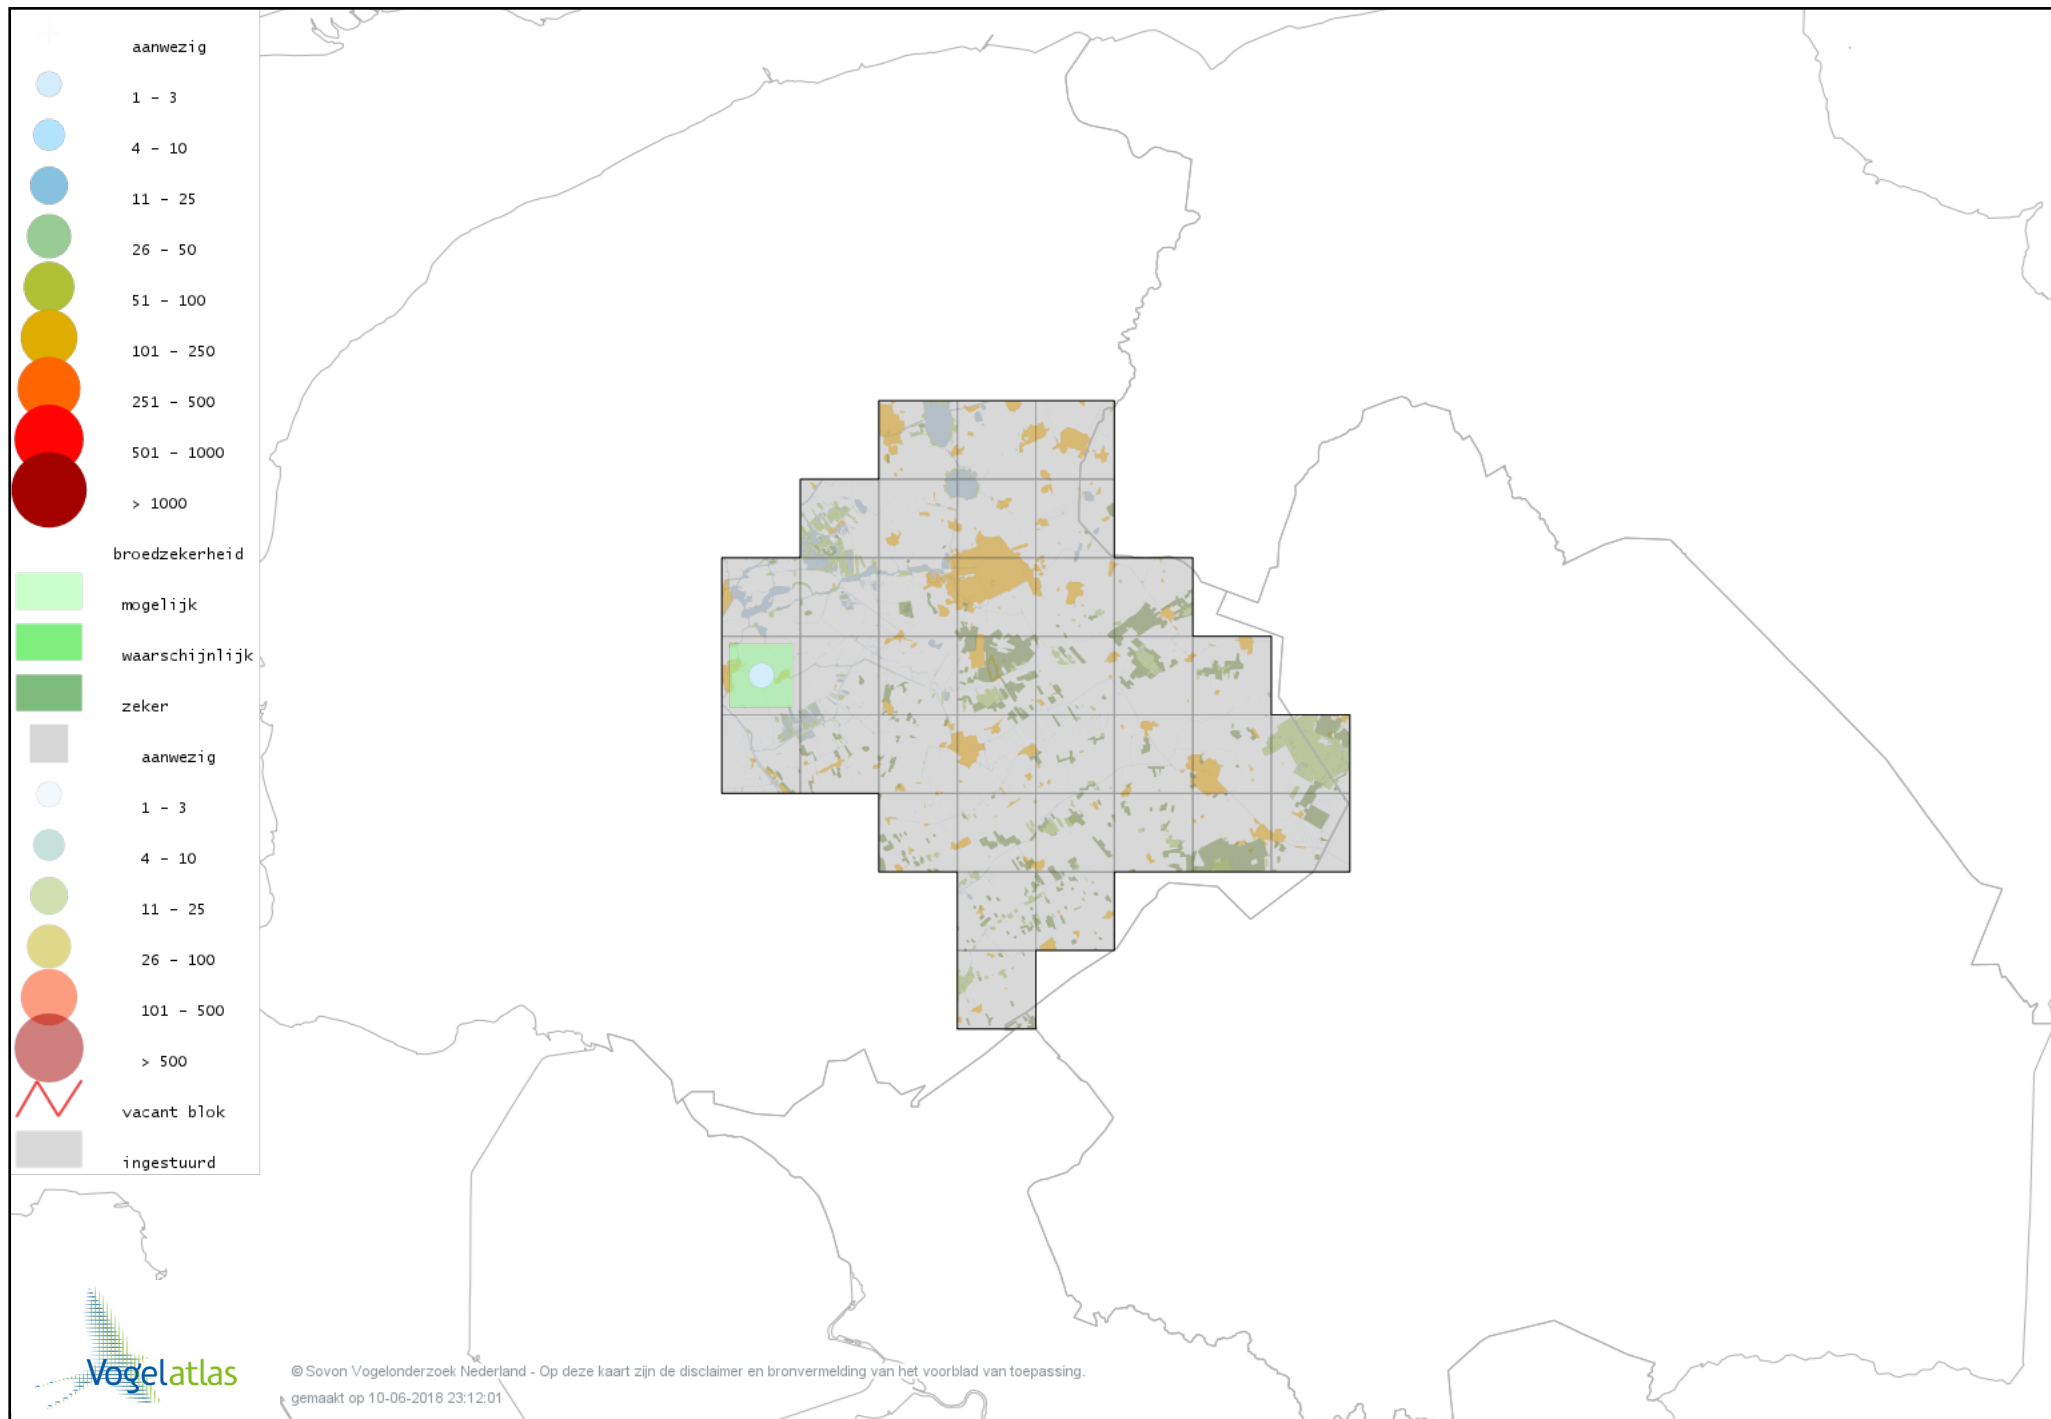 aanwezig
1 - 3
4 - 10
11 - 25
26 - 50
51 - 100
101 - 250
251 - 500
501 - 1000
> 1000
broedzekerheid
mogelijk
waarschijnlijk
zeker
aanwezig
1 - 3
4 - 10
11 - 25
26 - 100
101 - 500
> 500
vacant blok
ingestuurd
Vogelatlas
© Sovon Vogelonderzoek Nederland - Op deze kaart zijn de disclaimer en bronvermelding van het voorblad van toepassing.
gemaakt op 10-06-2018 23:12:01